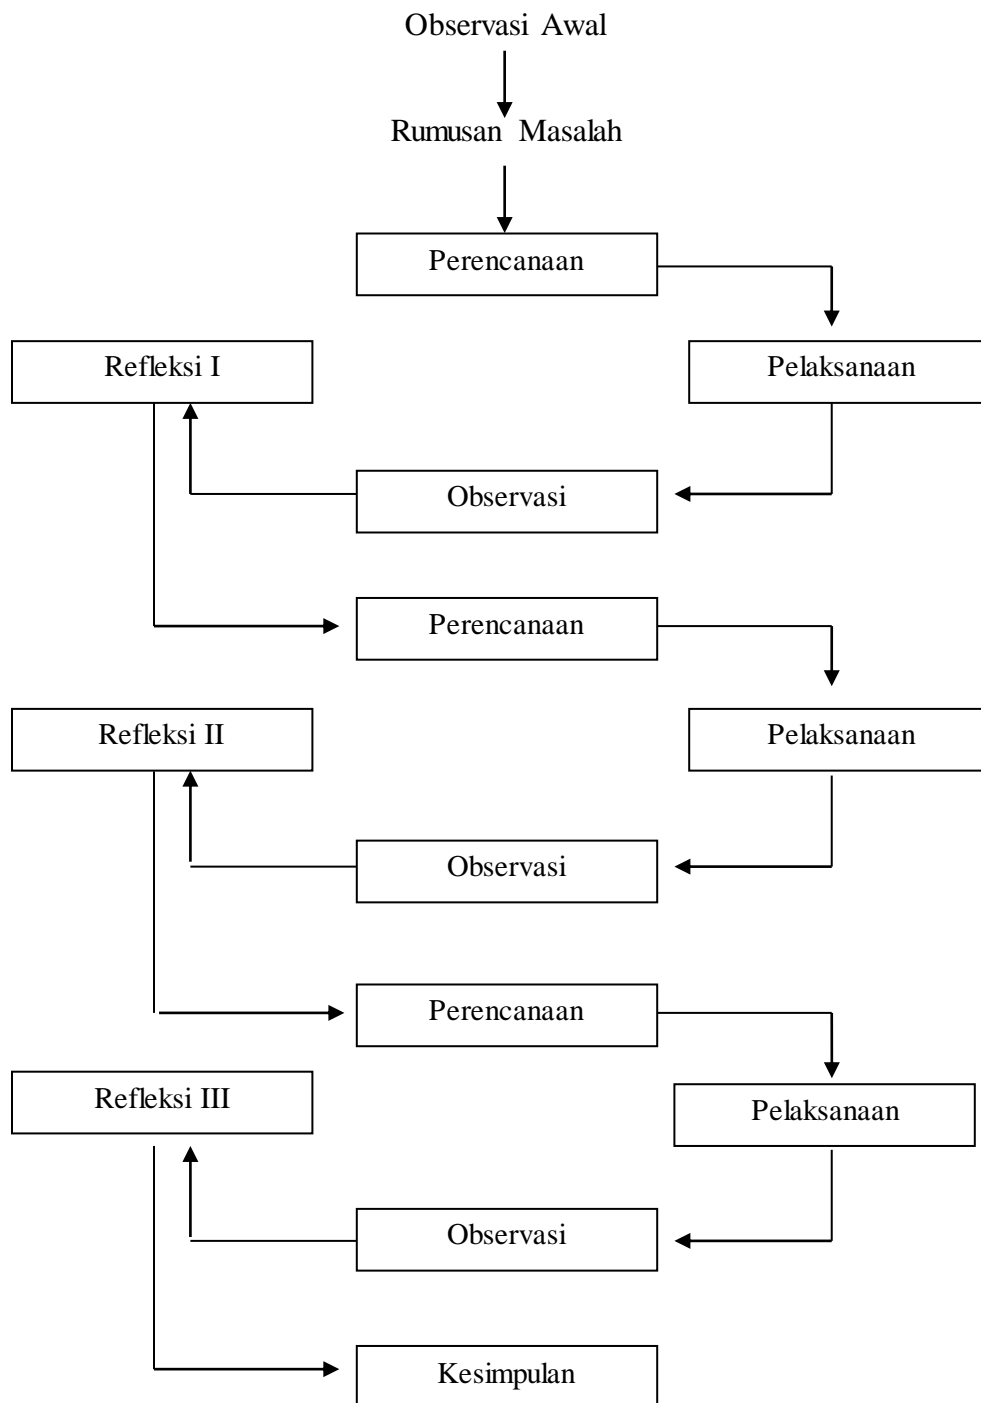 Observasi Awal
Rumusan Masalah
Perencanaan
Refleksi I
Pelaksanaan
Observasi
Perencanaan
Refleksi II
Pelaksanaan
Observasi
Perencanaan
Refleksi III
Pelaksanaan
Observasi
Kesimpulan